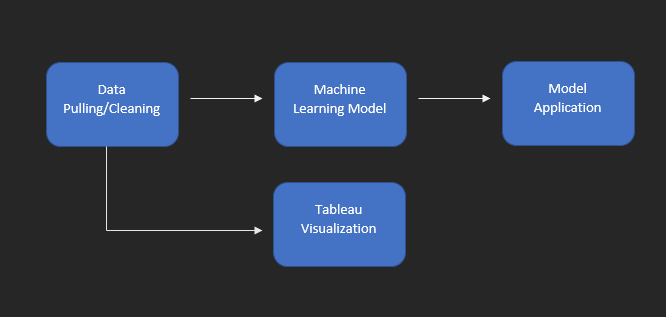 Data
Pulling/Cleaning
Machine
Learning Model
Model
Application
Tableau
Visualization